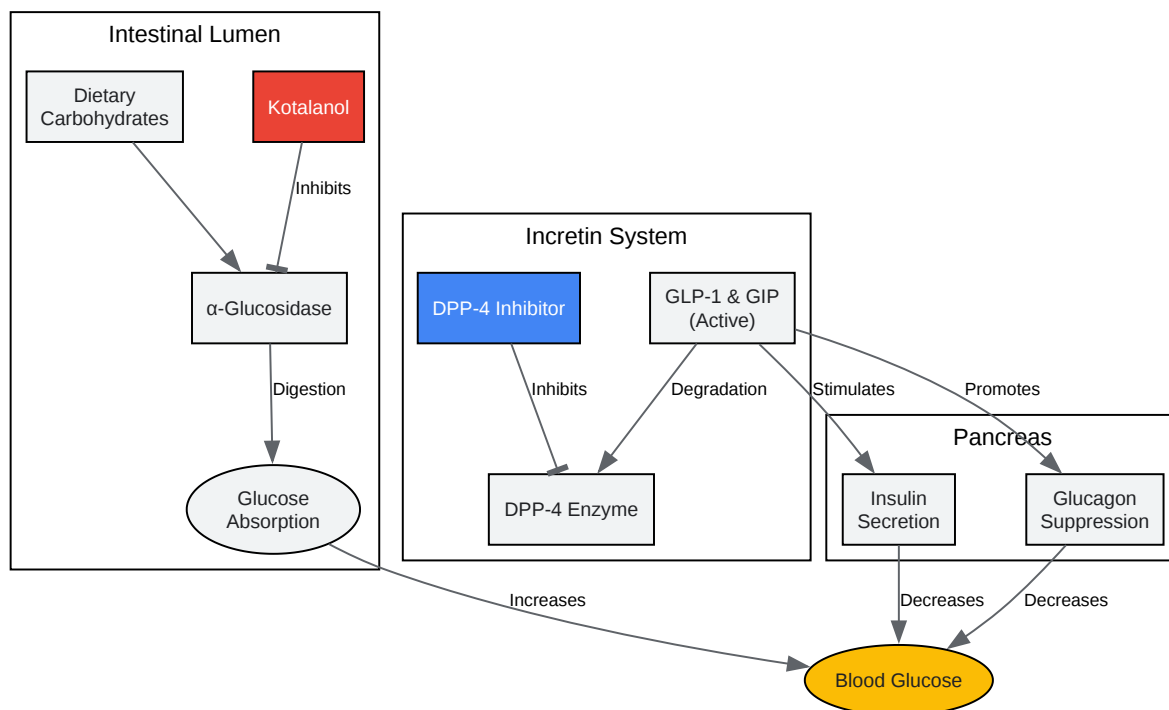 Intestinal Lumen
Dietary
Carbohydrates
Kotalanol
Inhibits
α-Glucosidase
Digestion
Glucose
Absorption
Incretin System
DPP-4 Inhibitor
GLP-1 & GIP
(Active)
Inhibits
Degradation
Stimulates
Promotes
DPP-4 Enzyme
Pancreas
Insulin
Secretion
Glucagon
Suppression
Increases
Decreases
Decreases
Blood Glucose